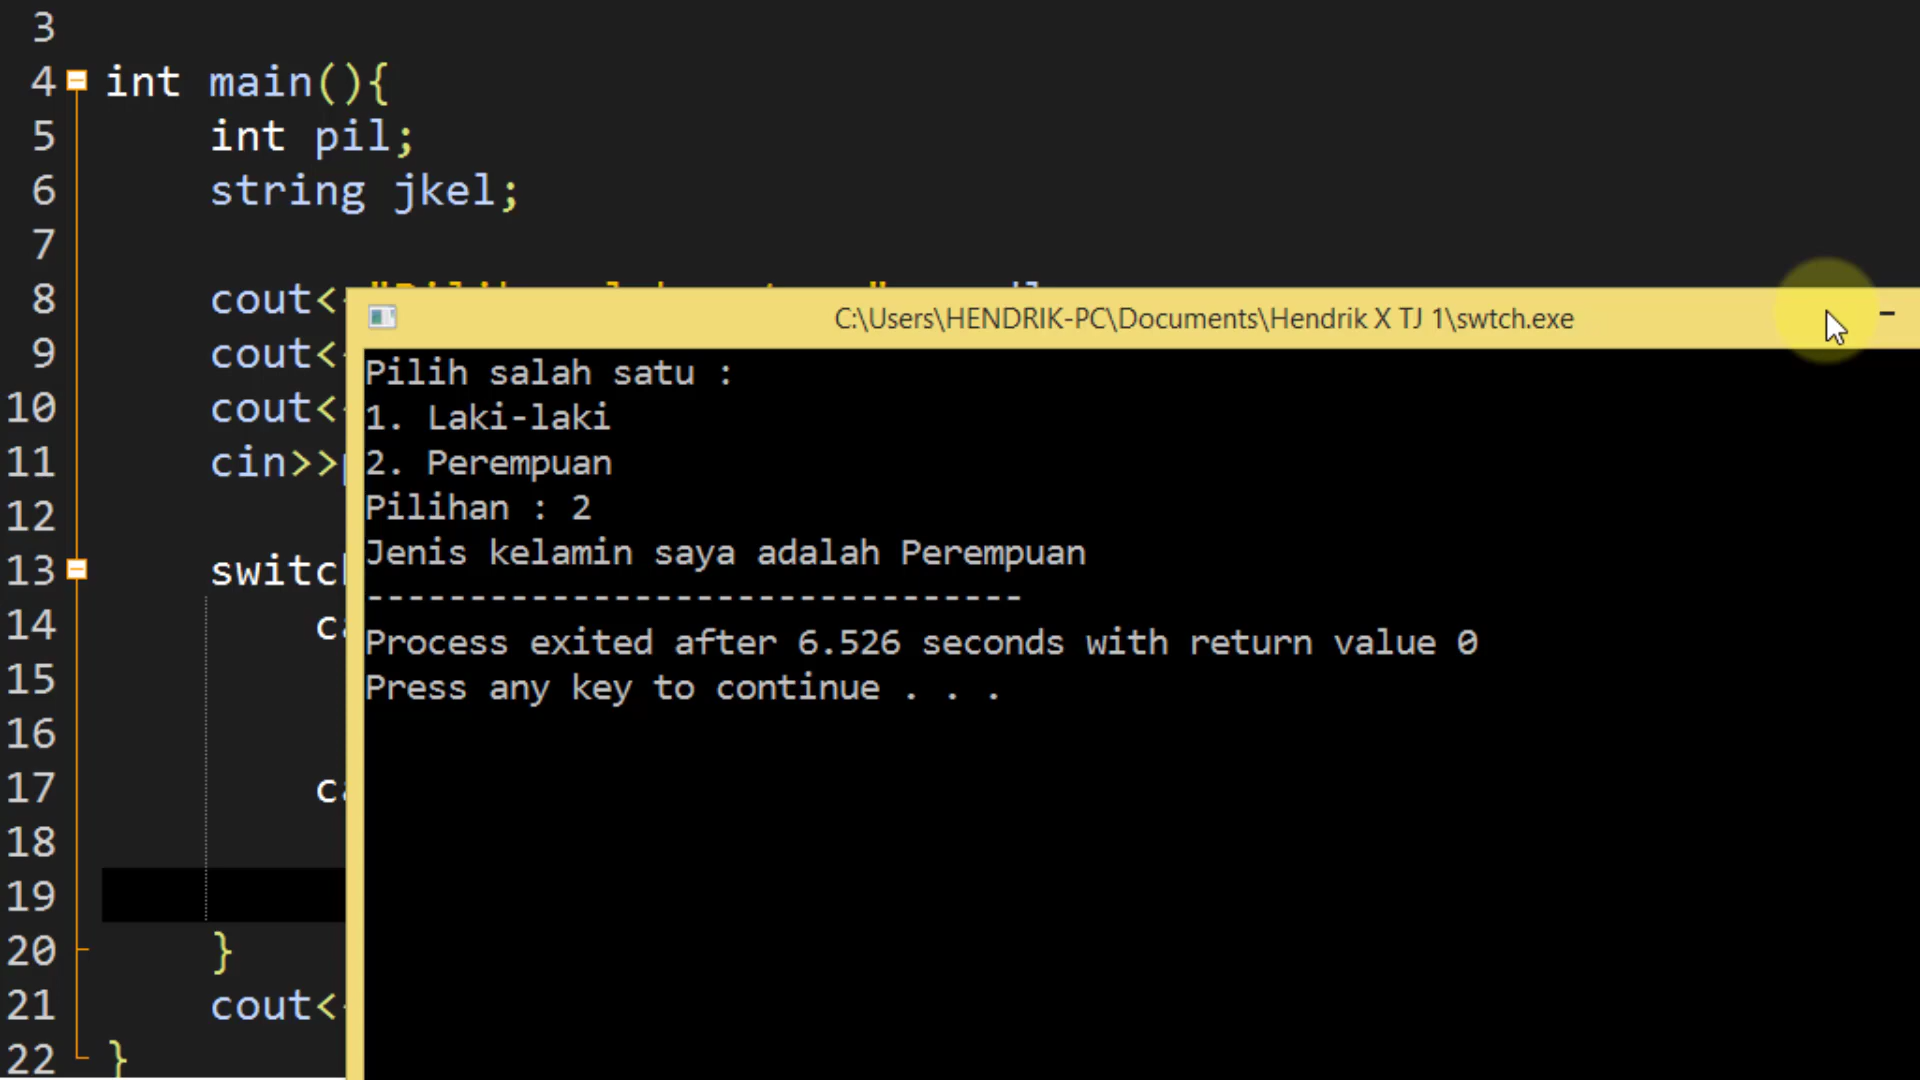 3
4 int main(){
5 int pil;
6 string jkel;
7
8 cout<
9 cout<
10 cout<
11 cin>>
12
13 switch
14
15
16
17
18
19
20 }
21 cout<
22 }
C:\Users\HENDRIK-PC\Documents\Hendrik X TJ 1\swtch.exe
Pilih salah satu :
1. Laki-laki
2. Perempuan
Pilihan : 2
Jenis kelamin saya adalah Perempuan
--------------------------------
Process exited after 6.526 seconds with return value 0
Press any key to continue . . .